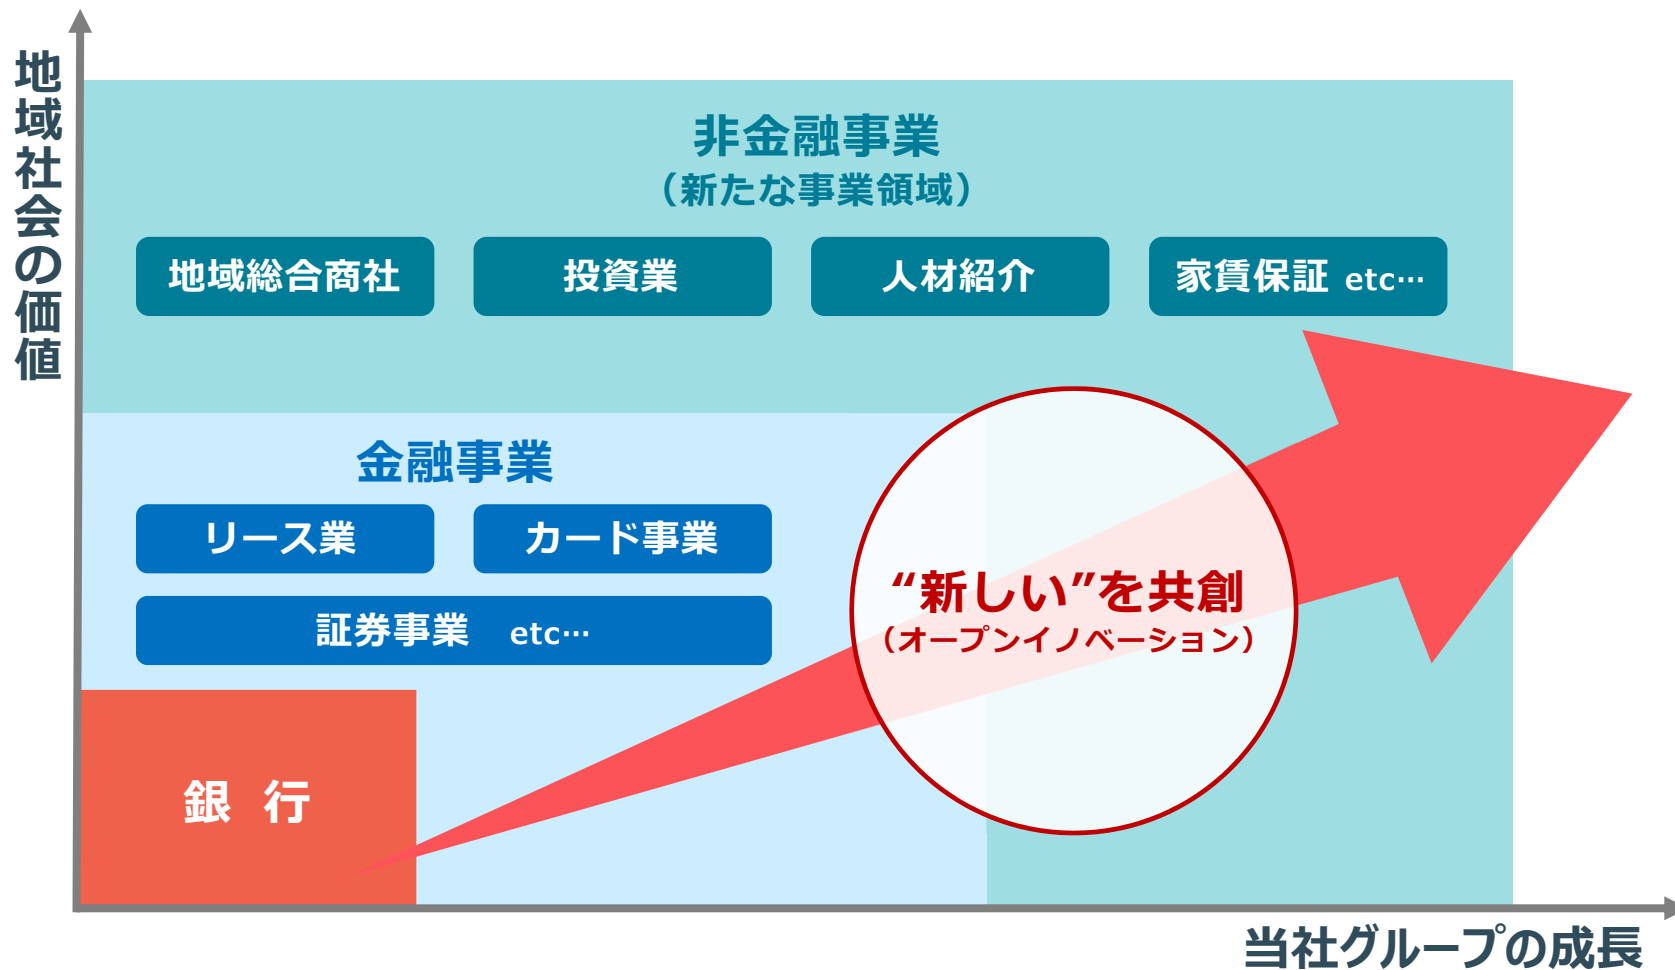 地域社会の価値
非金融事業
（新たな事業領域）
地域総合商社
投資業
人材紹介
家賃保証 etc…
金融事業
リース業
カード事業
証券事業 etc…
“新しい”を共創
（オープンイノベーション）
銀 行
当社グループの成長